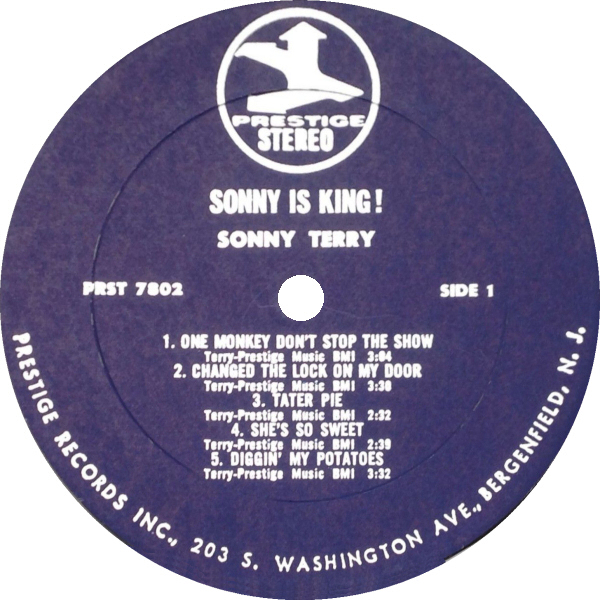 PRESTIGE
STEREO
SONNY IS KING!
SONNY TERRY
PRST 7802
SIDE 1
1. ONE MONKEY DON'T STOP THE SHOW
Terry-Prestige Music BMI 3:04
2. CHANGED THE LOCK ON MY DOOR
Terry-Prestige Music BMI 3:38
3. TATER PIE
Terry-Prestige Music BMI 2:32
4. SHE'S SO SWEET
Terry-Prestige Music BMI 2:39
5. DIGGIN' MY POTATOES
Terry-Prestige Music BMI 3:32
PRESTIGE RECORDS INC., 203 S. WASHINGTON AVE., BERGENFIELD, N. J.